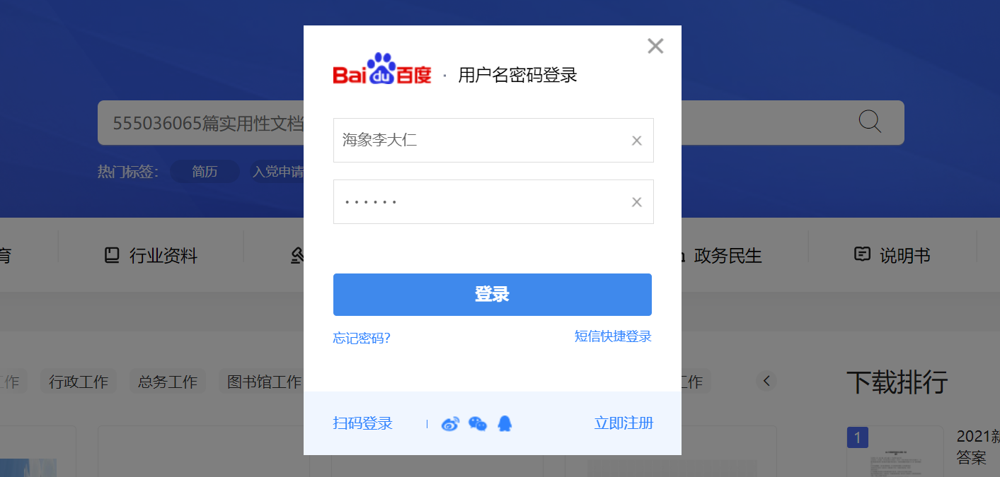 Baidu百度 · 用户名密码登录
555036065篇实用性文档
海象李大仁
热门标签: 简历 入党申请
••••••
育 行业资料 政务民生 说明书
登录
忘记密码? 短信快捷登录
工作 行政工作 总务工作 图书馆工作 工作 下载排行
扫码登录 | 立即注册
1 2021新
答案